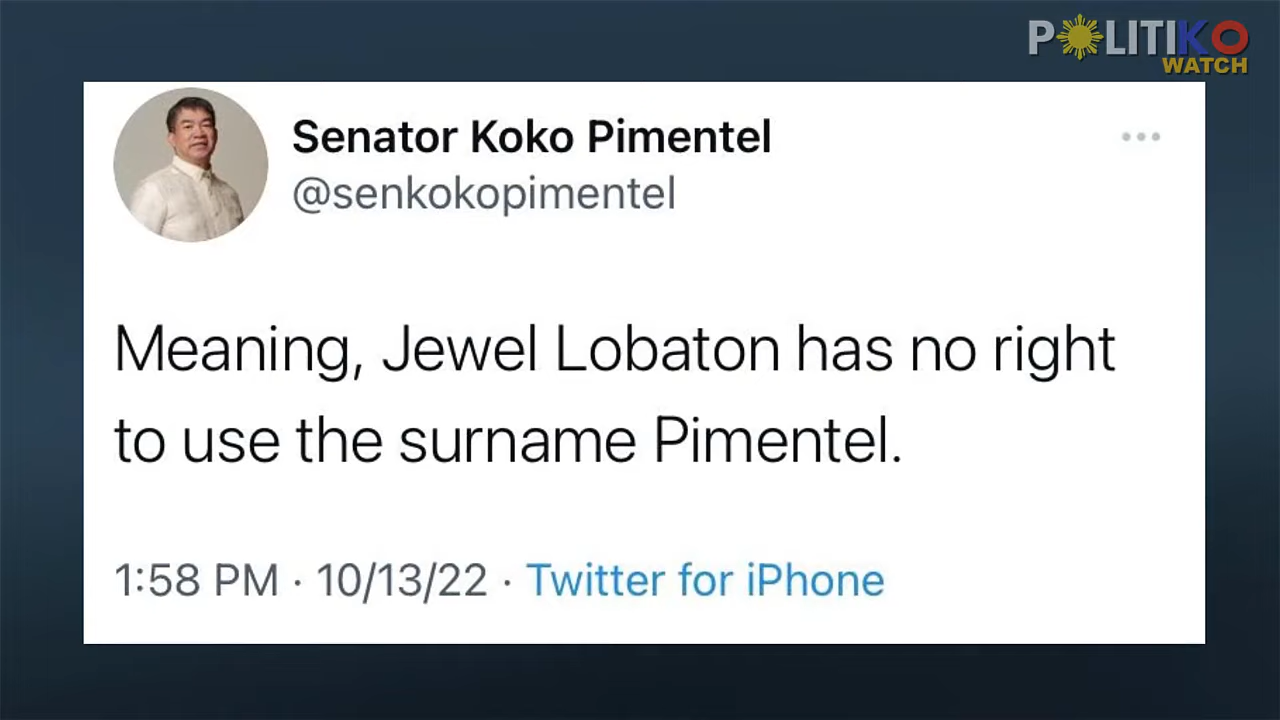 POLITIKO
WATCH
Senator Koko Pimentel
@senkokopimentel
Meaning, Jewel Lobaton has no right
to use the surname Pimentel.
1:58 PM · 10/13/22 · Twitter for iPhone